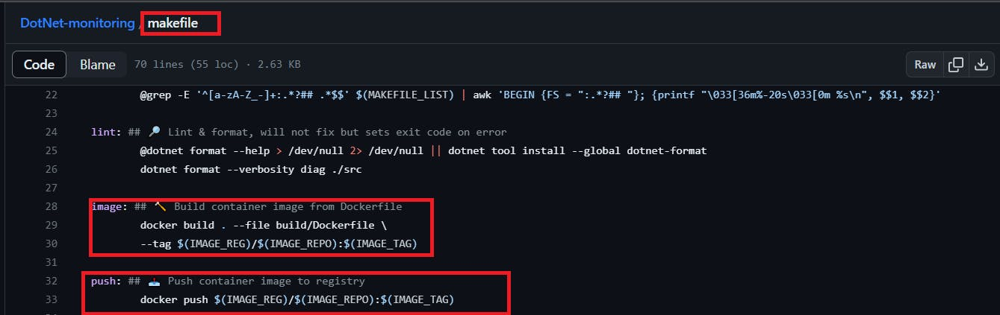 DotNet-monitoring / makefile
Code Blame 70 lines (55 loc) · 2.63 KB Raw
22 @grep -E '^[a-zA-Z_-]+:.*?## .*$$' $(MAKEFILE_LIST) | awk 'BEGIN {FS = ":.*?## "}; {printf "\033[36m%-20s\033[0m %s\n", $$1, $$2}'
23
24 lint: ## 🔎 Lint & format, will not fix but sets exit code on error
25 @dotnet format --help > /dev/null 2> /dev/null || dotnet tool install --global dotnet-format
26 dotnet format --verbosity diag ./src
27
28 image: ## 🔨 Build container image from Dockerfile
29 docker build . --file build/Dockerfile \
30 --tag $(IMAGE_REG)/$(IMAGE_REPO):$(IMAGE_TAG)
31
32 push: ## 📤 Push container image to registry
33 docker push $(IMAGE_REG)/$(IMAGE_REPO):$(IMAGE_TAG)